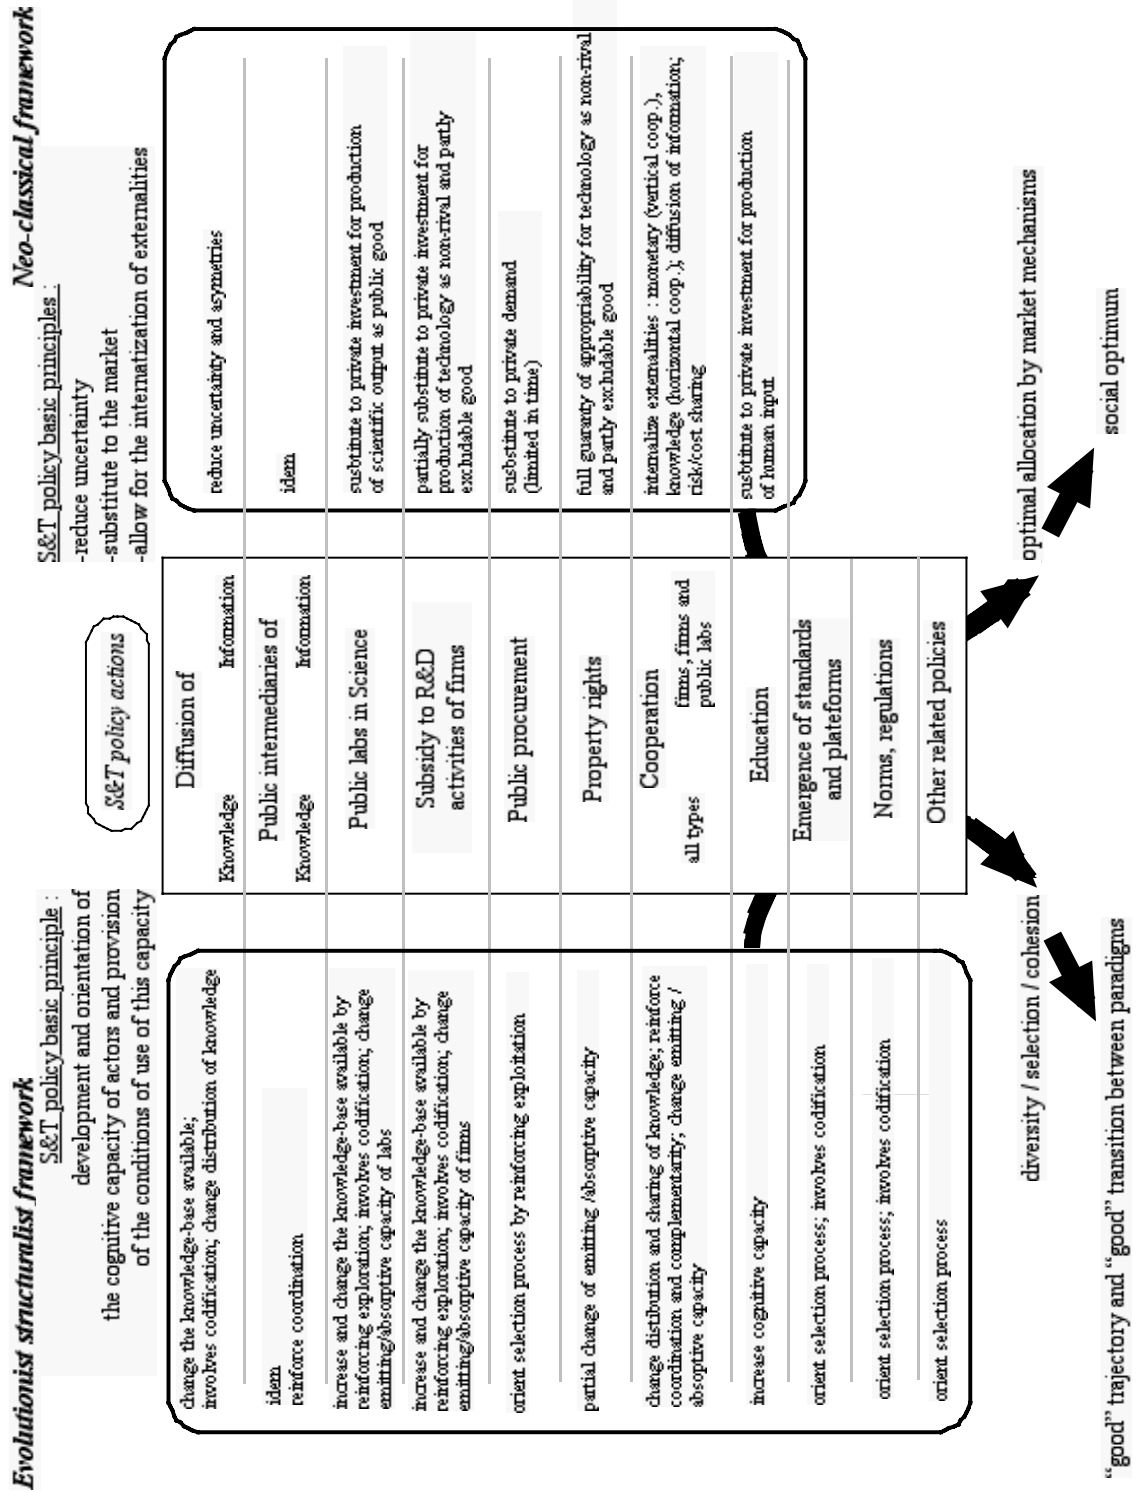 Evolutionist structuralist framework
S&T policy basic principle :
development and orientation of
the cognitive capacity of actors and provision
of the conditions of use of this capacity
S&T policy actions
Neo-classical framework
S&T policy basic principles :
-reduce uncertainty
-substitute to the market
-allow for the internatization of externalities
change the knowledge-base available;
involves codification; change distribution of knowledge
Diffusion of
Knowledge
Information
reduce uncertainty and asymetries
idem
reinforce coordination
Public intermediaries of
Knowledge
Information
idem
increase and change the knowledge-base available by
reinforcing exploration; involves codification; change
emitting/absorptive capacity of labs
Public labs in Science
susbtitute to private investment for production
of scientific output as public good
increase and change the knowledge-base available by
reinforcing exploration; involves codification; change
emitting/absorptive capacity of firms
Subsidy to R&D
activities of firms
partially substitute to private investment for
production of technology as non-rival and partly
excludable good
orient selection process by reinforcing exploitation
Public procurement
susbstitute to private demand
(limited in time)
partial change of emitting /absorptive capacity
Property rights
full guaranty of appropriability for technology as non-rival
and partly excludable good
change distribution and sharing of knowledge; reinforce
coordination and complementarity; change emitting /
absoptive capacity
Cooperation
all types
firms, firms and
public labs
internalize externalities : monetary (vertical coop.),
knowledge (horizontal coop.); diffusion of information;
risk/cost sharing
increase cognitive capacity
Education
susbtitute to private investment for production
of human input
orient selection process; involves codification
Emergence of standards
and plateforms
orient selection process; involves codification
Norms, regulations
orient selection process
Other related policies
diversity / selection / cohesion
optimal allocation by market mechanisms
"good" trajectory and "good" transition between paradigms
social optimum